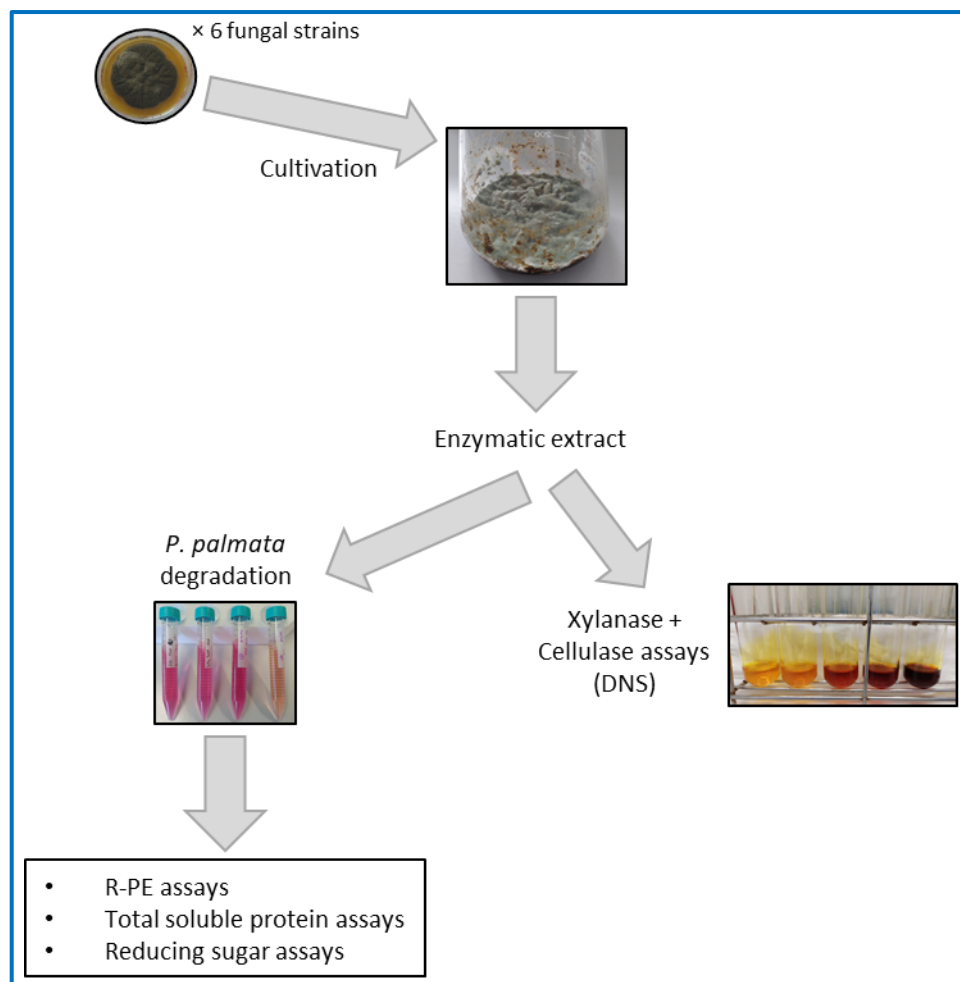 × 6 fungal strains
Cultivation
500
Enzymatic extract
P. palmata
degradation
Xylanase +
Cellulase assays
(DNS)
• R-PE assays
• Total soluble protein assays
• Reducing sugar assays